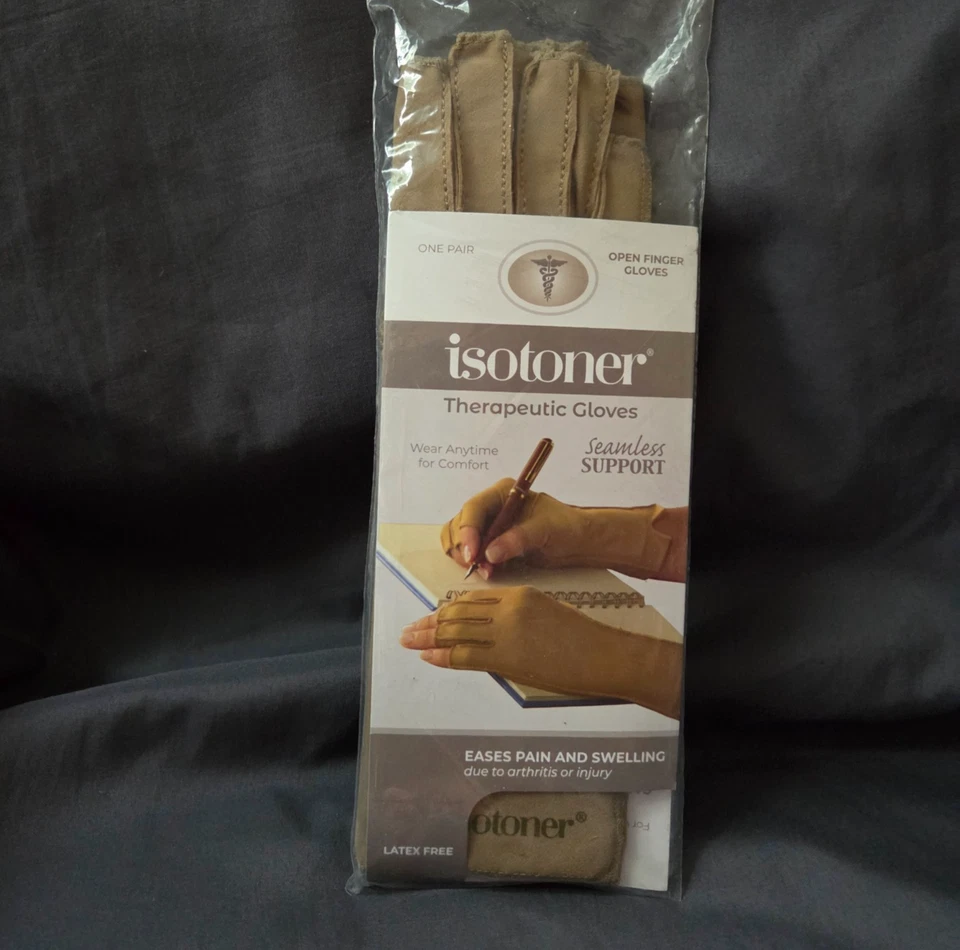 ONE PAIR
OPEN FINGER
GLOVES
isotoner®
Therapeutic Gloves
Wear Anytime
for Comfort
Seamless
SUPPORT
EASES PAIN AND SWELLING
due to arthritis or injury
otoner®
LATEX FREE